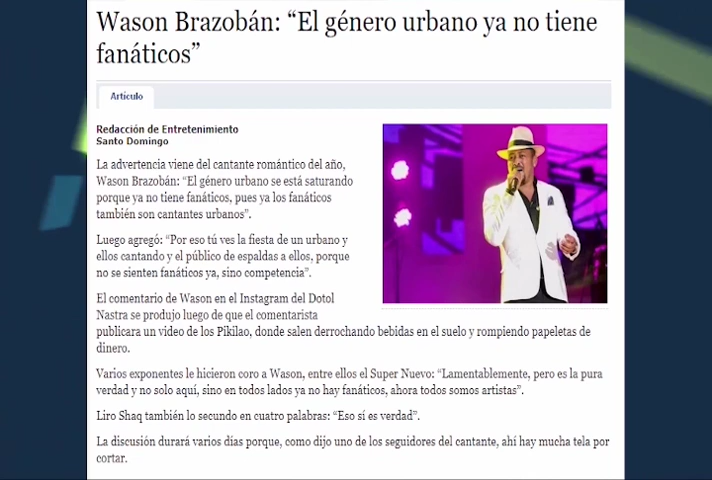 Wason Brazobán: “El género urbano ya no tiene
fanáticos”
Artículo
Redacción de Entretenimiento
Santo Domingo
La advertencia viene del cantante romántico del año,
Wason Brazobán: “El género urbano se está saturando
porque ya no tiene fanáticos, pues ya los fanáticos
también son cantantes urbanos”.
Luego agregó: “Por eso tú ves la fiesta de un urbano y
ellos cantando y el público de espaldas a ellos, porque
no se sienten fanáticos ya, sino competencia”.
El comentario de Wason en el Instagram del Dotol
Nastra se produjo luego de que el comentarista
publicara un video de los Pikilao, donde salen derrochando bebidas en el suelo y rompiendo papeletas de
dinero.
Varios exponentes le hicieron coro a Wason, entre ellos el Super Nuevo: “Lamentablemente, pero es la pura
verdad y no solo aquí, sino en todos lados ya no hay fanáticos, ahora todos somos artistas”.
Liro Shaq también lo secundo en cuatro palabras: “Eso sí es verdad”.
La discusión durará varios días porque, como dijo uno de los seguidores del cantante, ahí hay mucha tela por
cortar.